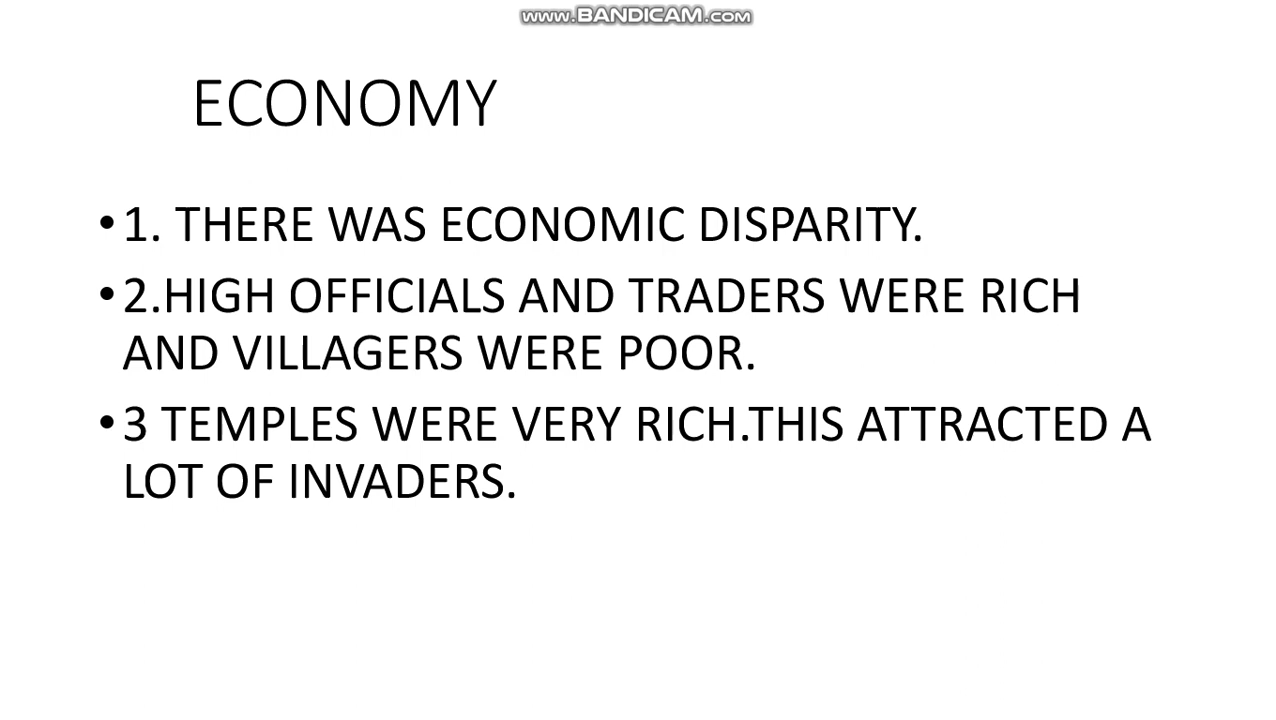 www.BANDICAM.com
ECONOMY
• 1. THERE WAS ECONOMIC DISPARITY.
• 2.HIGH OFFICIALS AND TRADERS WERE RICH
AND VILLAGERS WERE POOR.
• 3 TEMPLES WERE VERY RICH.THIS ATTRACTED A
LOT OF INVADERS.